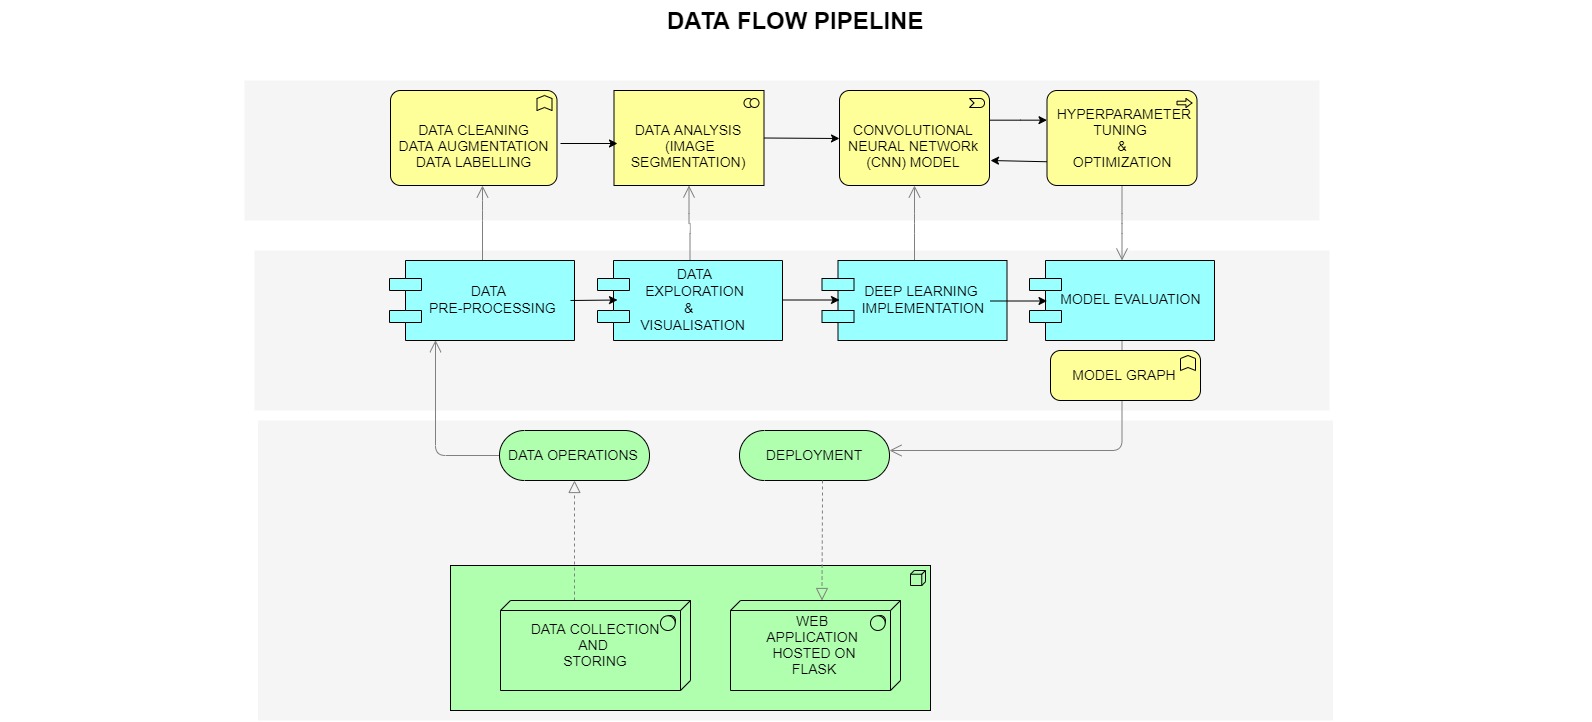 DATA FLOW PIPELINE
DATA CLEANING
DATA AUGMENTATION
DATA LABELLING
DATA ANALYSIS
(IMAGE
SEGMENTATION)
CONVOLUTIONAL
NEURAL NETWORk
(CNN) MODEL
HYPERPARAMETER
TUNING
&
OPTIMIZATION
DATA
PRE-PROCESSING
DATA
EXPLORATION
&
VISUALISATION
DEEP LEARNING
IMPLEMENTATION
MODEL EVALUATION
MODEL GRAPH
DATA OPERATIONS
DEPLOYMENT
DATA COLLECTION
AND
STORING
WEB
APPLICATION
HOSTED ON
FLASK